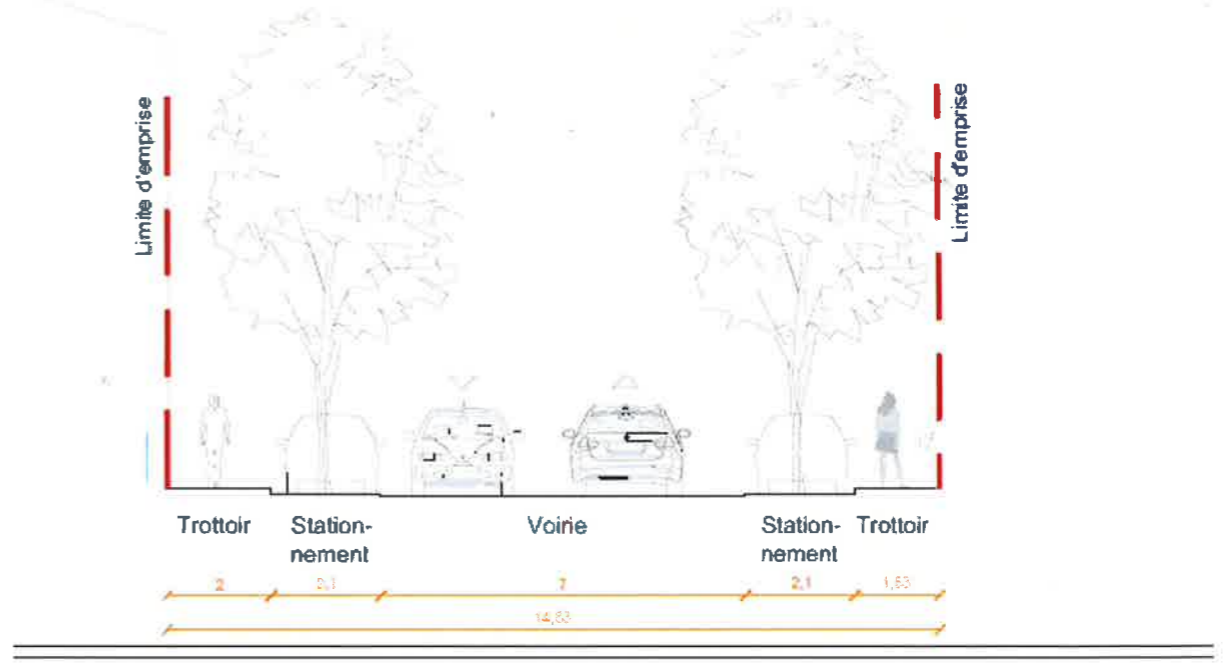 Limite d'emprise
Limite d'emprise
Trottoir
Station-
nement
Voirie
Station-
nement
Trottoir
2
2,1
7
2,1
1,63
14,83